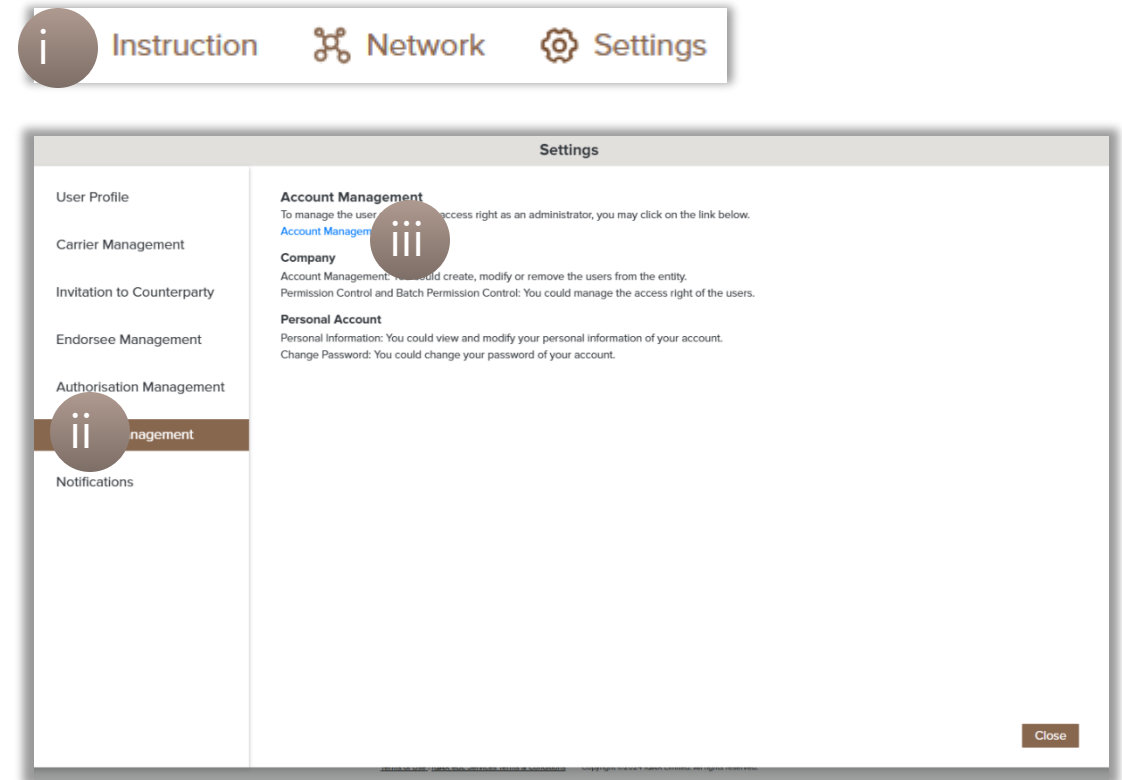 i Instruction Network Settings
Settings
User Profile
Carrier Management
Invitation to Counterparty
Endorsee Management
Authorisation Management
ii nagement
Notifications
Account Management
To manage the user access right as an administrator, you may click on the link below.
Account Managem
iii
Company
Account Management: You could create, modify or remove the users from the entity.
Permission Control and Batch Permission Control: You could manage the access right of the users.
Personal Account
Personal Information: You could view and modify your personal information of your account.
Change Password: You could change your password of your account.
Close